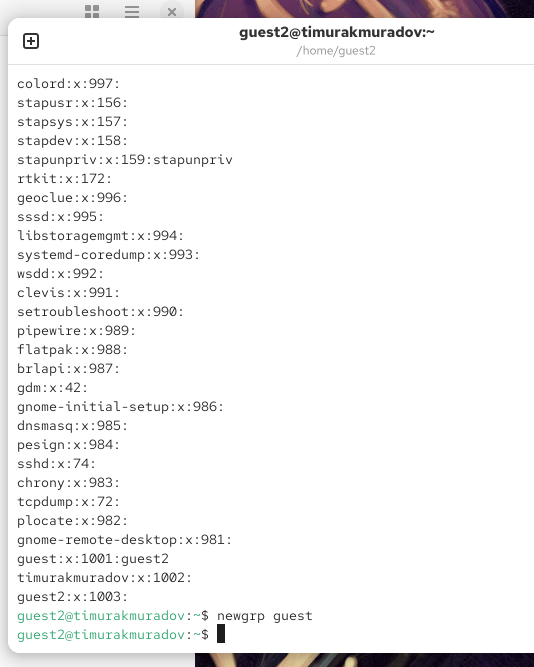 guest2@timurakmuradov:~
/home/guest2
colord:x:997:
stapusr:x:156:
stapsys:x:157:
stapdev:x:158:
stapunpriv:x:159:stapunpriv
rtkit:x:172:
geoclue:x:996:
sssd:x:995:
libstoragemgmt:x:994:
systemd-coredump:x:993:
wsdd:x:992:
clevis:x:991:
setroubleshoot:x:990:
pipewire:x:989:
flatpak:x:988:
brlapi:x:987:
gdm:x:42:
gnome-initial-setup:x:986:
dnsmasq:x:985:
pesign:x:984:
sshd:x:74:
chrony:x:983:
tcpdump:x:72:
plocate:x:982:
gnome-remote-desktop:x:981:
guest:x:1001:guest2
timurakmuradov:x:1002:
guest2:x:1003:
guest2@timurakmuradov:~$ newgrp guest
guest2@timurakmuradov:~$